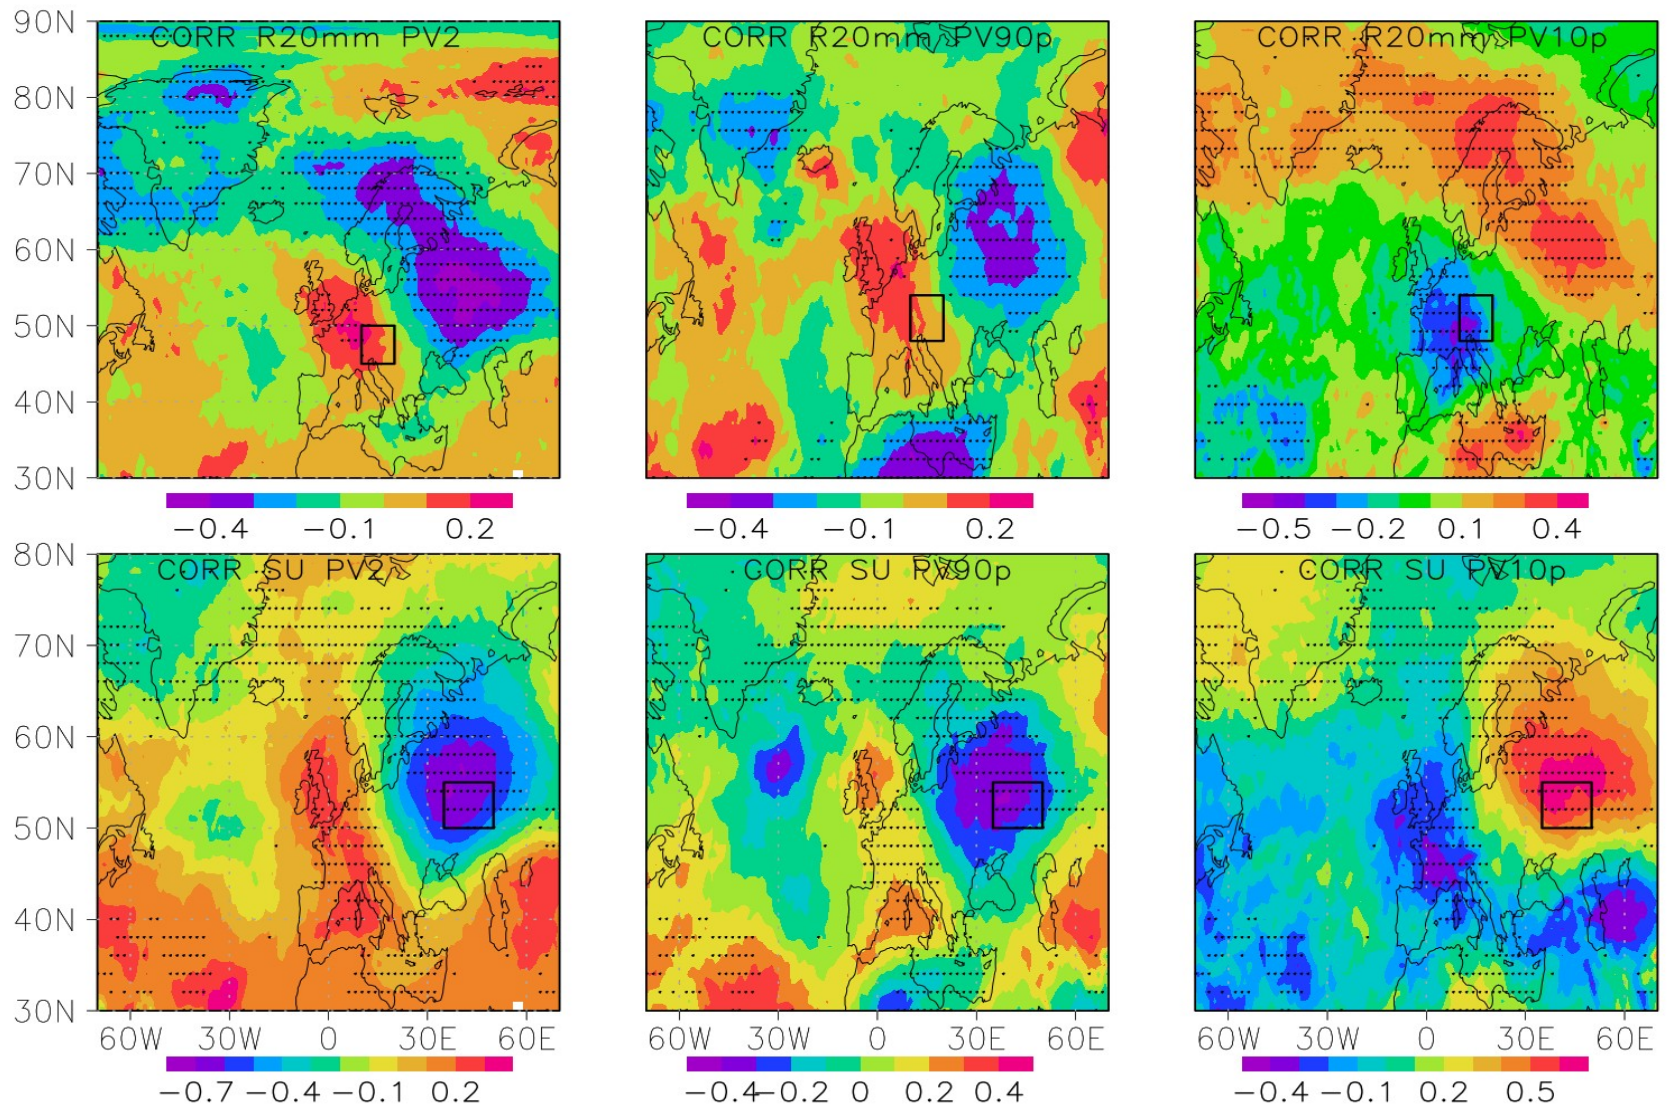 CORR R20mm PV2
CORR R20mm PV90p
CORR R20mm PV10p
90N
80N
70N
60N
50N
40N
30N
−0.4 −0.1 0.2
−0.4 −0.1 0.2
−0.5 −0.2 0.1 0.4
CORR SU PV2
CORR SU PV90p
CORR SU PV10p
80N
70N
60N
50N
40N
30N
60W 30W 0 30E 60E
60W 30W 0 30E 60E
60W 30W 0 30E 60E
−0.7 −0.4 −0.1 0.2
−0.4 −0.2 0 0.2 0.4
−0.4 −0.1 0.2 0.5